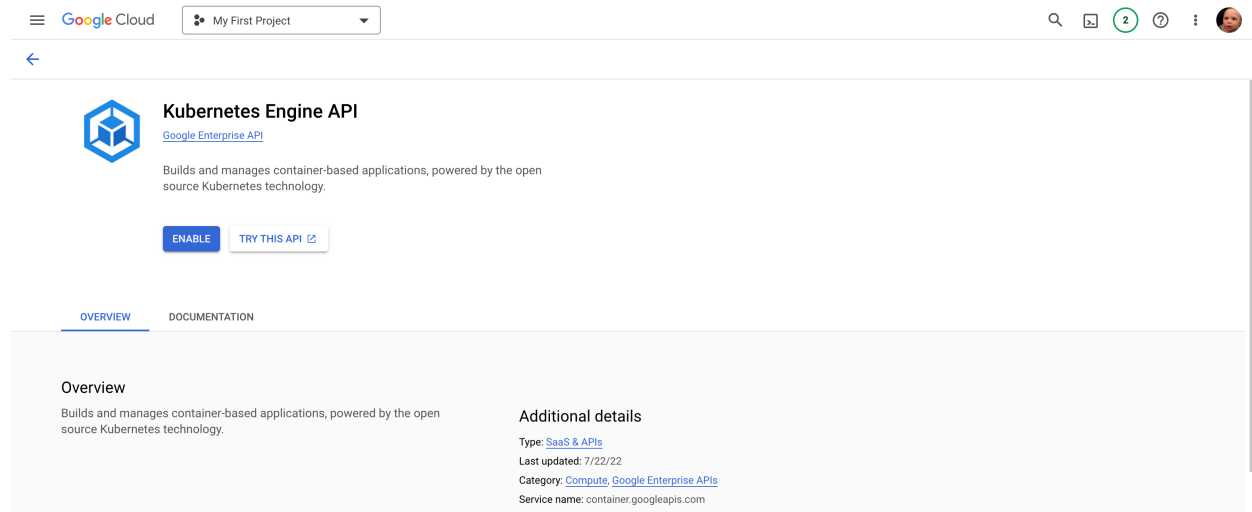 Google Cloud
My First Project
2
Kubernetes Engine API
Google Enterprise API
Builds and manages container-based applications, powered by the open
source Kubernetes technology.
ENABLE
TRY THIS API
OVERVIEW
DOCUMENTATION
Overview
Builds and manages container-based applications, powered by the open
source Kubernetes technology.
Additional details
Type: SaaS & APIs
Last updated: 7/22/22
Category: Compute, Google Enterprise APIs
Service name: container.googleapis.com